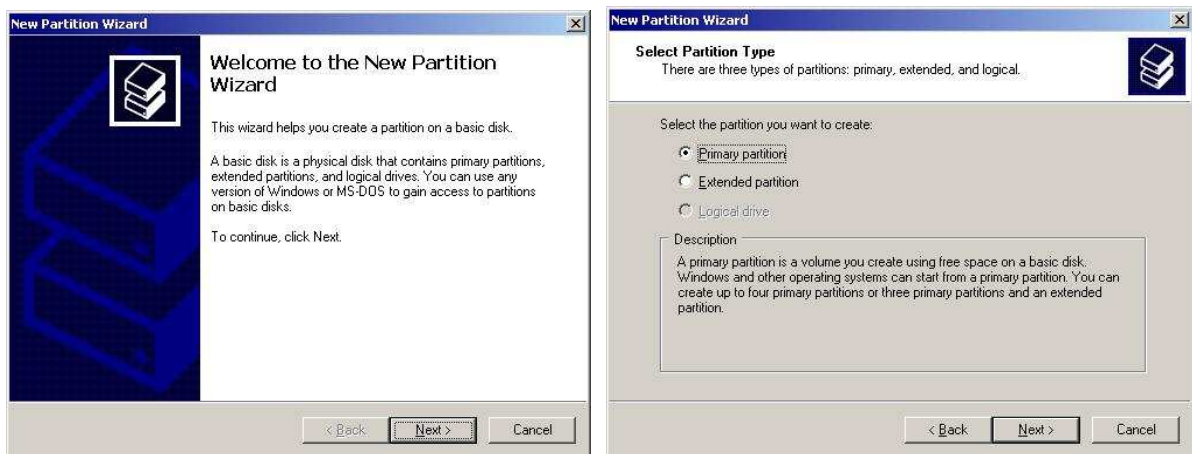 New Partition Wizard
Welcome to the New Partition
Wizard
This wizard helps you create a partition on a basic disk.
A basic disk is a physical disk that contains primary partitions,
extended partitions, and logical drives. You can use any
version of Windows or MS-DOS to gain access to partitions
on basic disks.
To continue, click Next.
< Back
Next >
Cancel
New Partition Wizard
Select Partition Type
There are three types of partitions: primary, extended, and logical.
Select the partition you want to create:
Primary partition
Extended partition
Logical drive
Description
A primary partition is a volume you create using free space on a basic disk.
Windows and other operating systems can start from a primary partition. You can
create up to four primary partitions or three primary partitions and an extended
partition.
< Back
Next >
Cancel